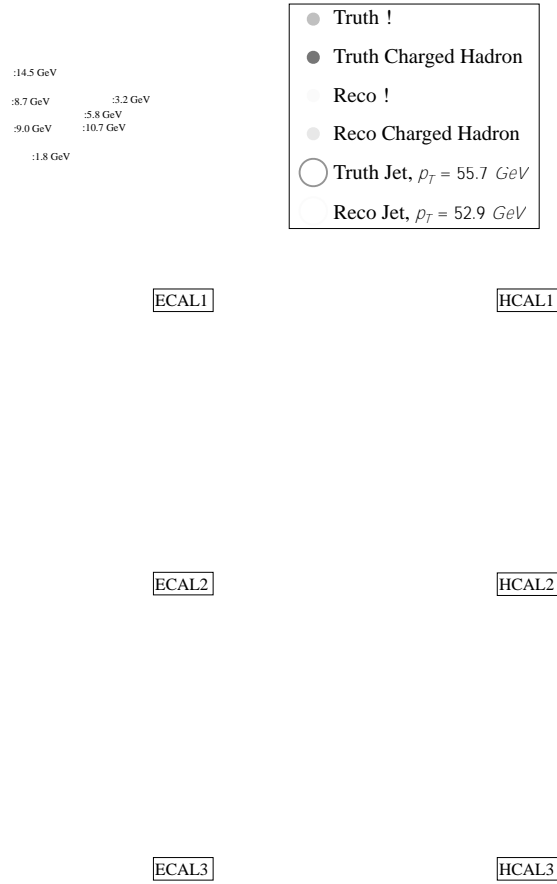 Truth !
Truth Charged Hadron
Reco !
Reco Charged Hadron
Truth Jet, pT = 55.7 GeV
Reco Jet, pT = 52.9 GeV
:14.5 GeV
:8.7 GeV
:3.2 GeV
:5.8 GeV
:9.0 GeV
:10.7 GeV
:1.8 GeV
ECAL1
HCAL1
ECAL2
HCAL2
ECAL3
HCAL3